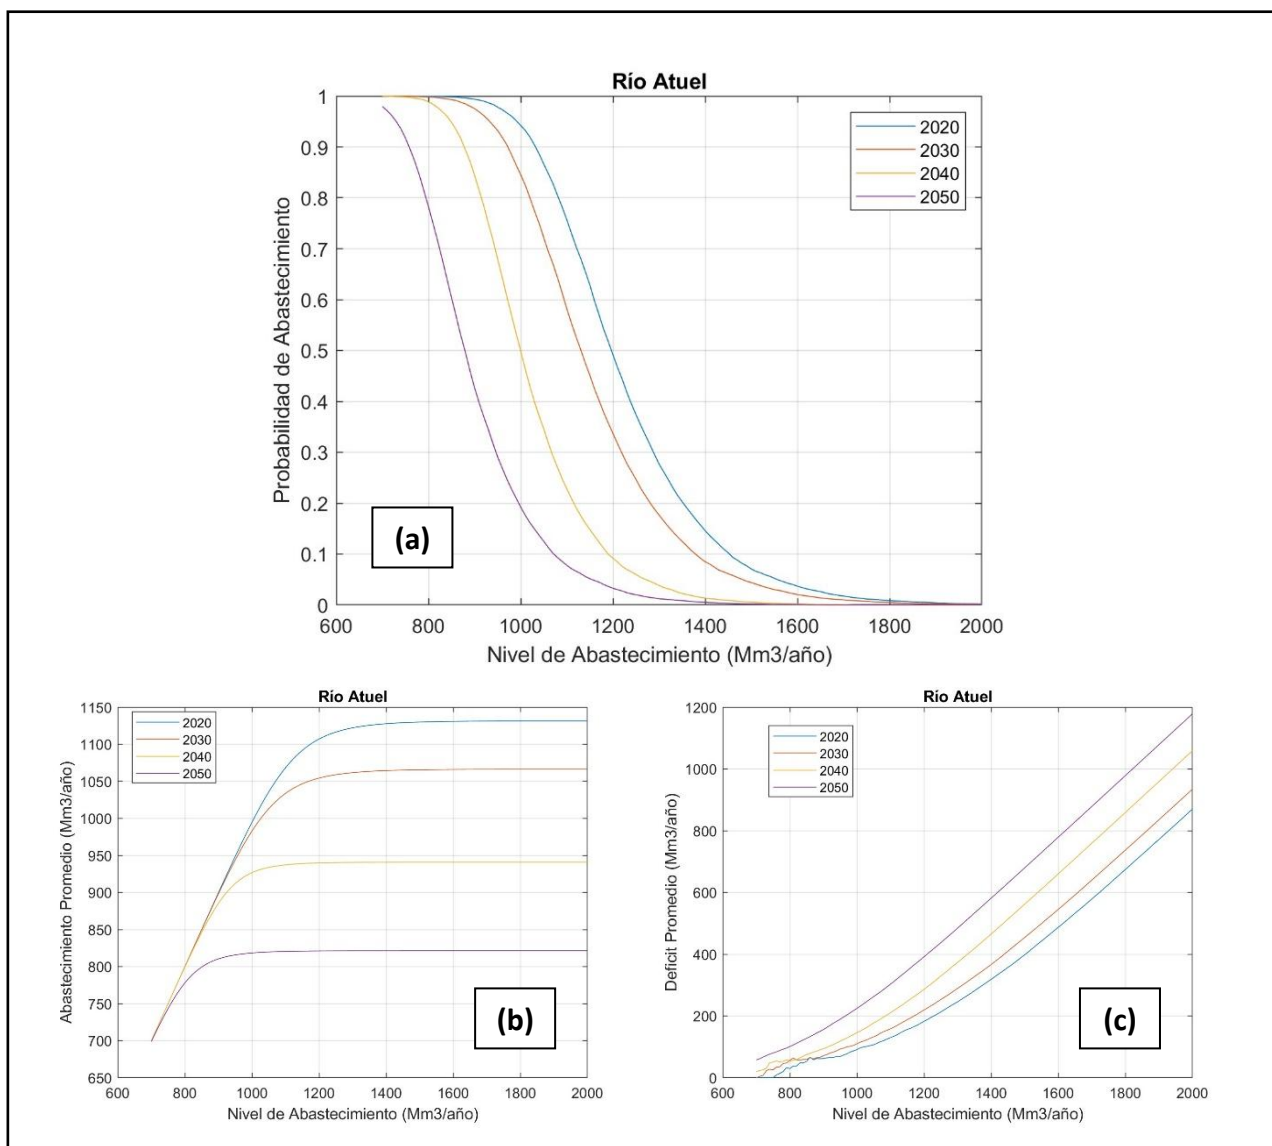 Río Atuel
Probabilidad de Abastecimiento
1
0.9
0.8
0.7
0.6
0.5
0.4
0.3
0.2
0.1
0
2020
2030
2040
2050
(a)
600 800 1000 1200 1400 1600 1800 2000
Nivel de Abastecimiento (Mm3/año)
Río Atuel
Abastecimiento Promedio (Mm3/año)
1150
1100
1050
1000
950
900
850
800
750
700
650
2020
2030
2040
2050
(b)
600 800 1000 1200 1400 1600 1800 2000
Nivel de Abastecimiento (Mm3/año)
Río Atuel
Deficit Promedio (Mm3/año)
1200
1000
800
600
400
200
0
2020
2030
2040
2050
(c)
600 800 1000 1200 1400 1600 1800 2000
Nivel de Abastecimiento (Mm3/año)